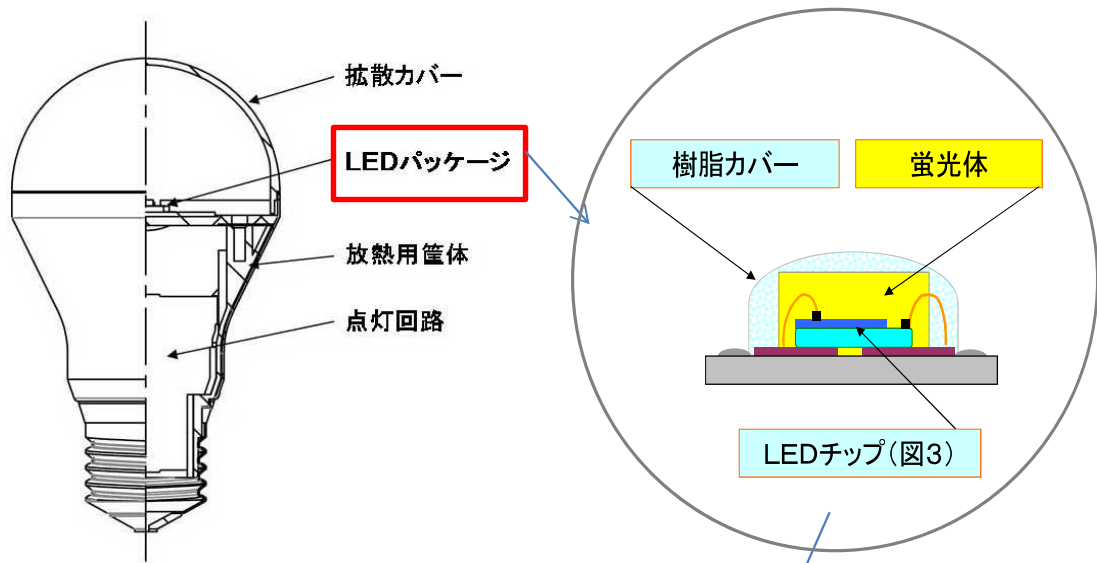 拡散カバー
LEDパッケージ
放熱用筐体
点灯回路
樹脂カバー
蛍光体
LEDチップ(図3)